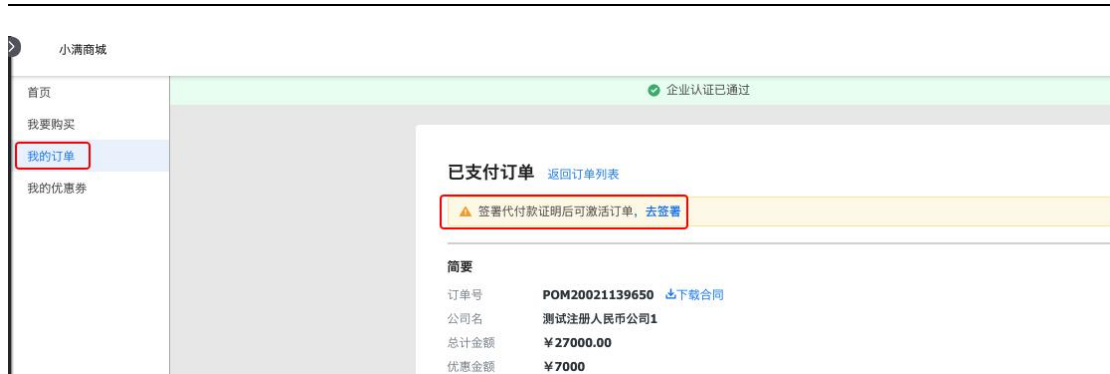 小满商城
首页
企业认证已通过
我要购买
我的订单
我的优惠券
已支付订单 返回订单列表
签署代付款证明后可激活订单，去签署
简要
订单号 POM20021139650 下载合同
公司名 测试注册人民币公司1
总计金额 ￥27000.00
优惠金额 ￥7000